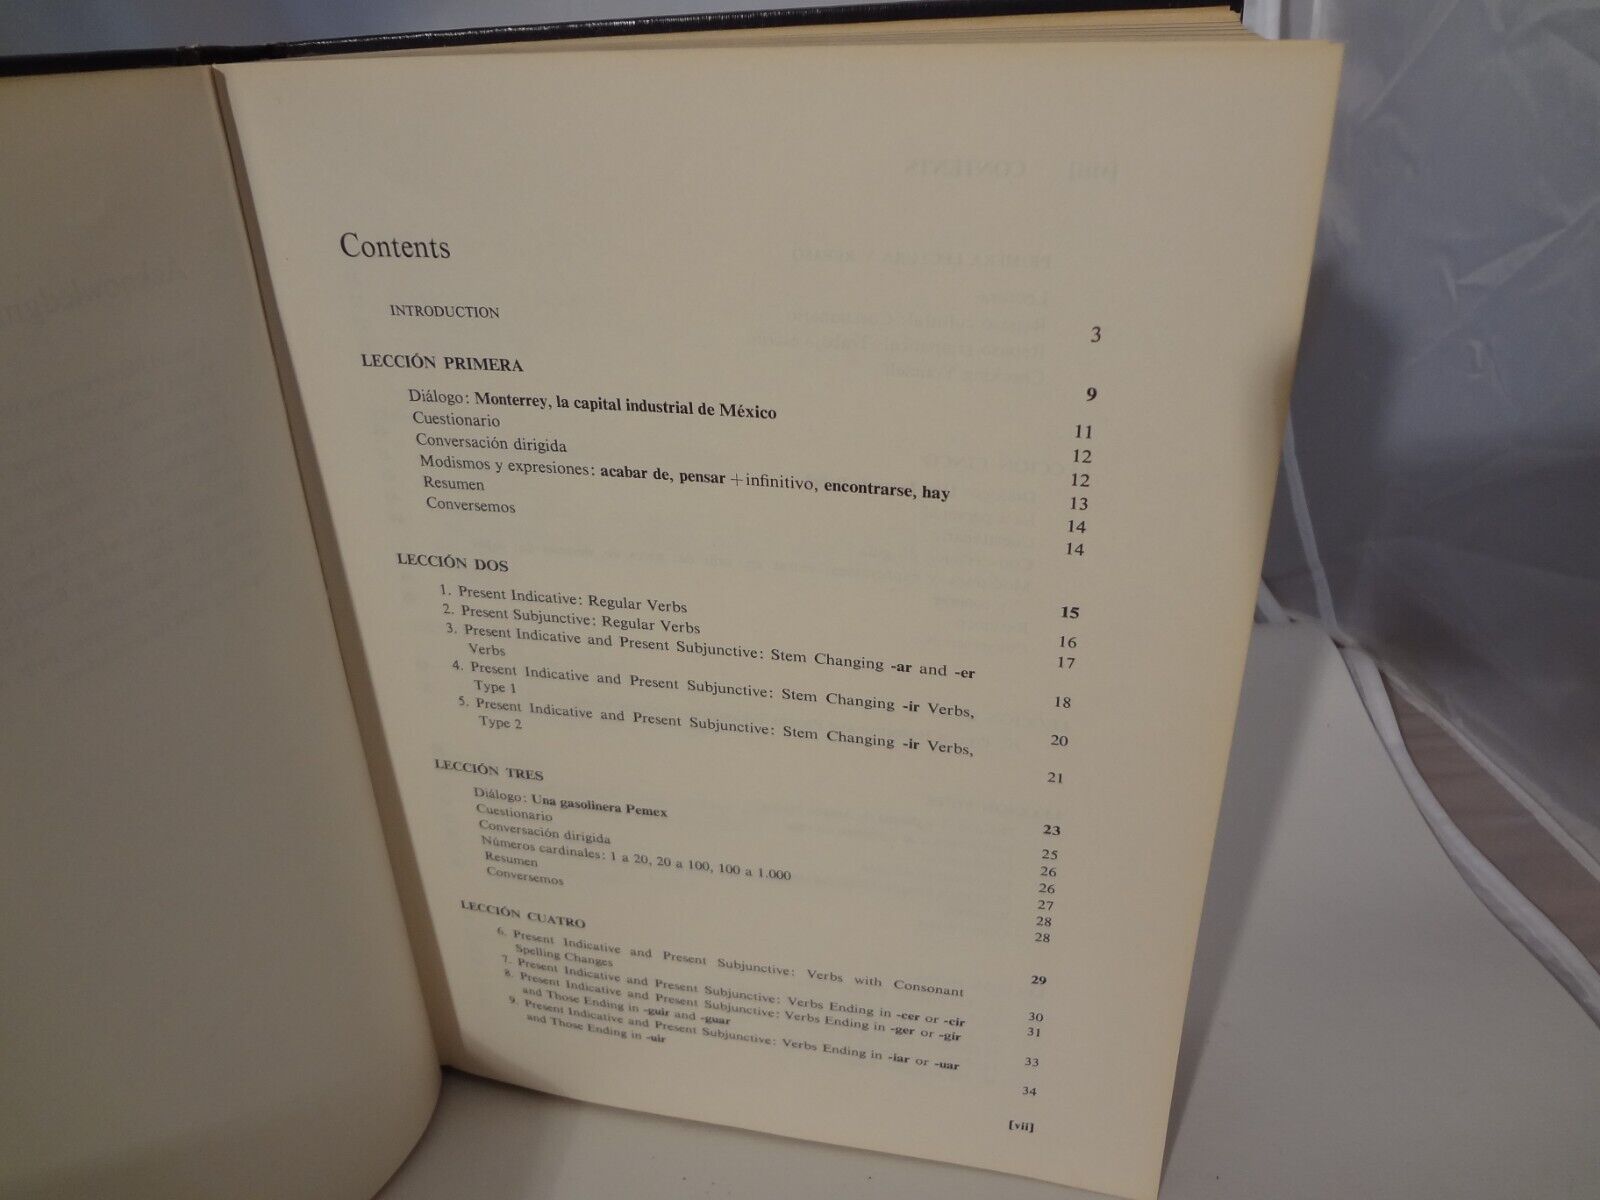 Contents
INTRODUCTION 3
LECCIÓN PRIMERA 9
Diálogo: Monterrey, la capital industrial de México 11
Cuestionario 12
Conversación dirigida 12
Modismos y expresiones: acabar de, pensar + infinitivo, encontrarse, hay 13
Resumen 14
Conversemos 14
LECCIÓN DOS 15
1. Present Indicative: Regular Verbs 16
2. Present Subjunctive: Regular Verbs 17
3. Present Indicative and Present Subjunctive: Stem Changing -ar and -er
Verbs 18
4. Present Indicative and Present Subjunctive: Stem Changing -ir Verbs,
Type 1 20
5. Present Indicative and Present Subjunctive: Stem Changing -ir Verbs,
Type 2 21
LECCIÓN TRES 23
Diálogo: Una gasolinera Pemex 25
Cuestionario 26
Conversación dirigida 26
Números cardinales: 1 a 20, 20 a 100, 100 a 1.000 27
Resumen 28
Conversemos 28
LECCIÓN CUATRO 29
6. Present Indicative and Present Subjunctive: Verbs with Consonant
Spelling Changes 30
7. Present Indicative and Present Subjunctive: Verbs Ending in -cer or -cir 31
8. Present Indicative and Present Subjunctive: Verbs Ending in -ger or -gir
and Those Ending in -guir and -guar 33
9. Present Indicative and Present Subjunctive: Verbs Ending in -iar or -uar
and Those Ending in -uir 34
[vii]